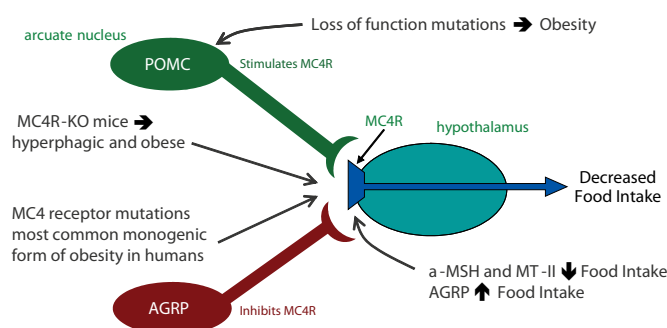 Loss of function mutations 🡺 Obesity
arcuate nucleus
POMC
Stimulates MC4R
MC4R-KO mice 🡺
hyperphagic and obese
MC4R
hypothalamus
Decreased
Food Intake
MC4 receptor mutations
most common monogenic
form of obesity in humans
a-MSH and MT-II 🡻 Food Intake
AGRP 🡹 Food Intake
AGRP
Inhibits MC4R